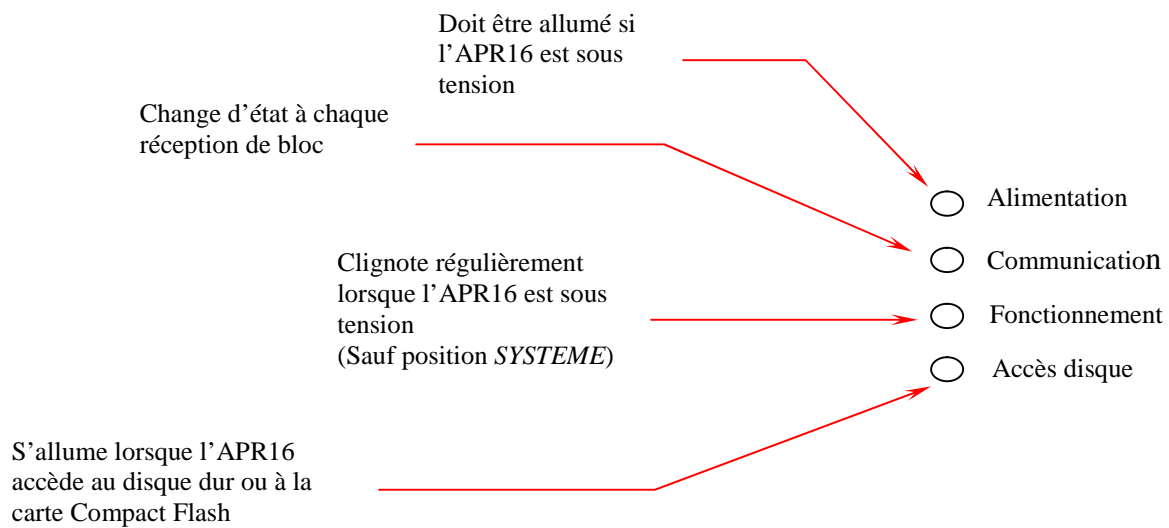 Doit être allumé si
l’APR16 est sous
tension
Change d’état à chaque
réception de bloc
Alimentation
Communication
Clignote régulièrement
lorsque l’APR16 est sous
tension
(Sauf position SYSTEME)
Fonctionnement
Accès disque
S’allume lorsque l’APR16
accède au disque dur ou à la
carte Compact Flash